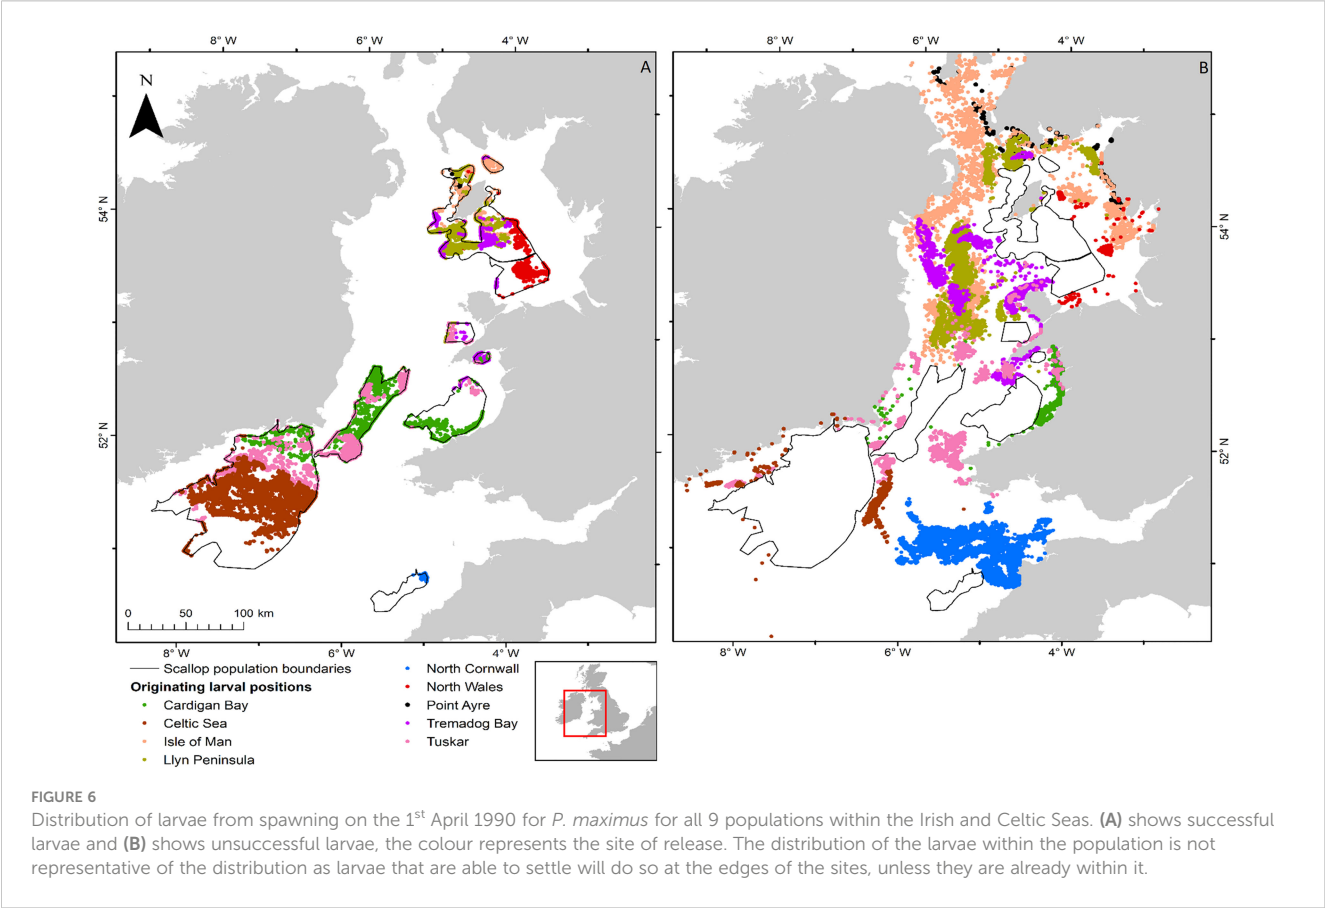 8° W 6° W 4° W
8° W 6° W 4° W
A
B
N
54° N
54° N
52° N
52° N
0 50 100 km
8° W 6° W 4° W
8° W 6° W 4° W
Scallop population boundaries
Originating larval positions
Cardigan Bay
Celtic Sea
Isle of Man
Llyn Peninsula
North Cornwall
North Wales
Point Ayre
Tremadog Bay
Tuskar
FIGURE 6
Distribution of larvae from spawning on the 1st April 1990 for P. maximus for all 9 populations within the Irish and Celtic Seas. (A) shows successful
larvae and (B) shows unsuccessful larvae, the colour represents the site of release. The distribution of the larvae within the population is not
representative of the distribution as larvae that are able to settle will do so at the edges of the sites, unless they are already within it.